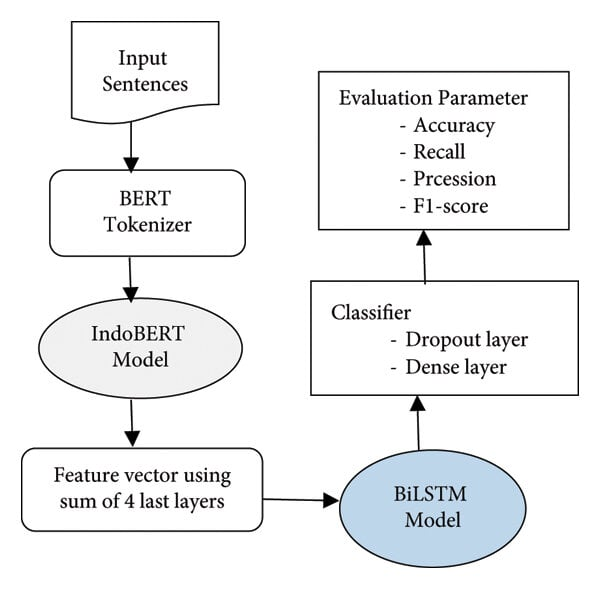 Input
Sentences
BERT
Tokenizer
IndoBERT
Model
Feature vector using
sum of 4 last layers
BiLSTM
Model
Classifier
- Dropout layer
- Dense layer
Evaluation Parameter
- Accuracy
- Recall
- Prcession
- F1-score